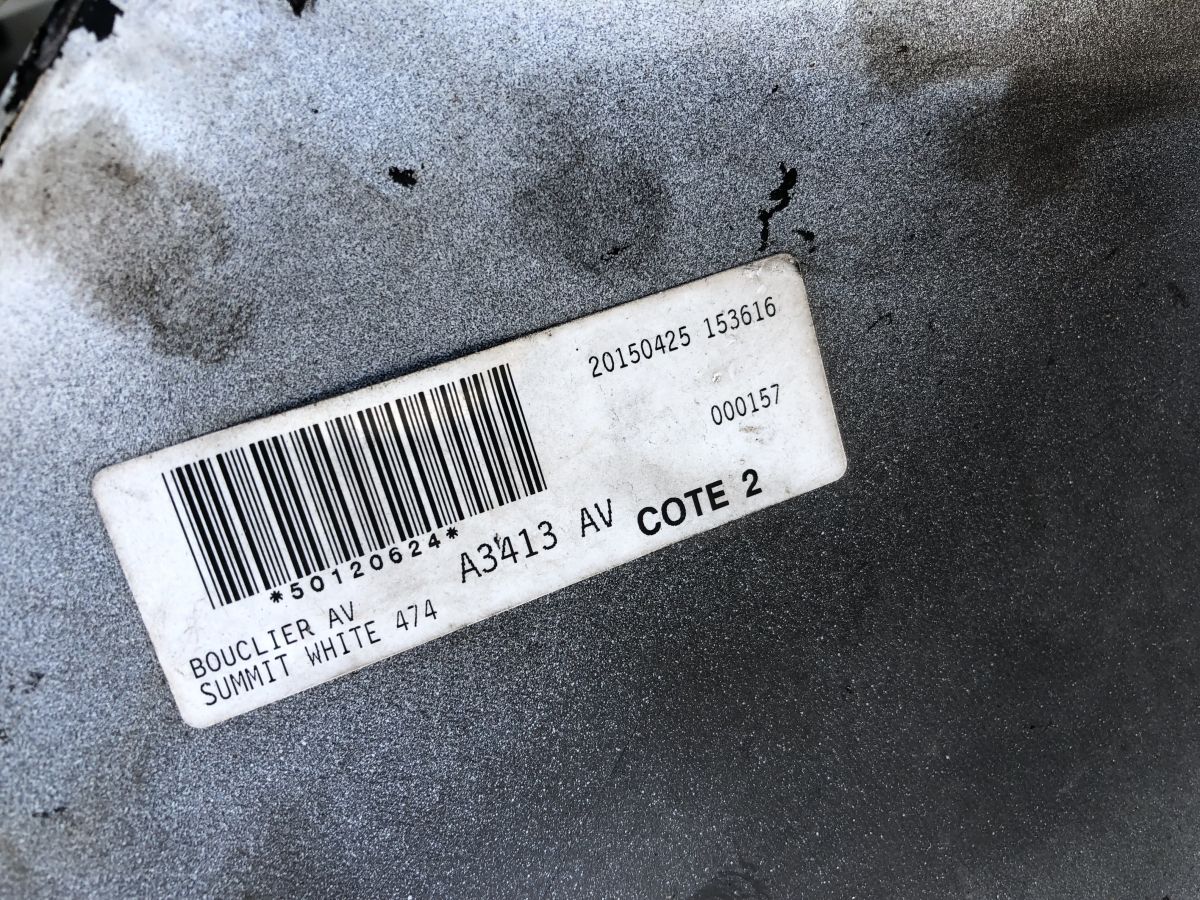 20150425 153616
000157
*50120624*
A3413 AV COTE 2
BOUCLIER AV
SUMMIT WHITE 474